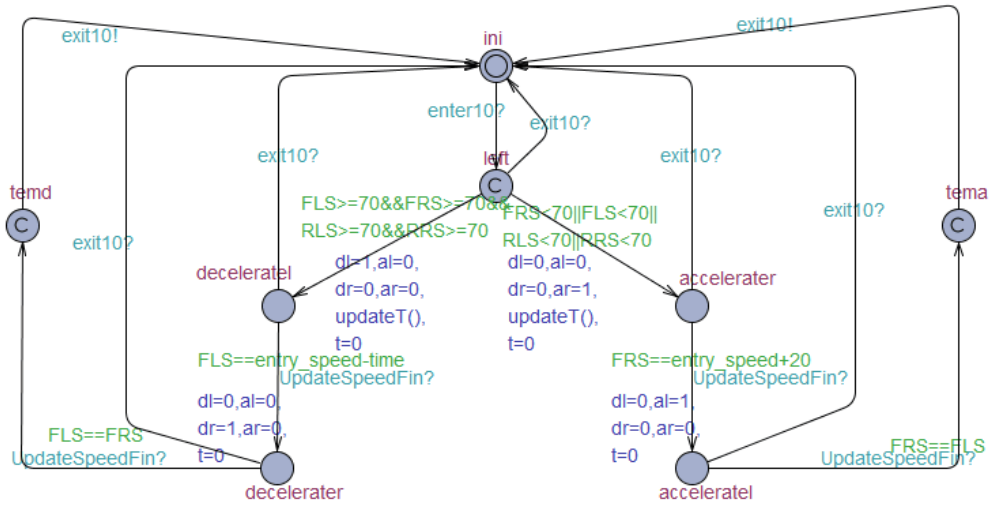 exit10!
ini
exit10!
enter10?
exit10?
exit10?
left
exit10?
temd
tema
C
C
C
FLS>=70&&FRS>=70&&
RLS>=70&&RRS>=70
FRS<70||FLS<70||
RLS<70||RRS<70
exit10?
exit10?
deceleratel
dl=1,al=0,
dr=0,ar=0,
updateT(),
t=0
dl=0,al=0,
dr=0,ar=1,
updateT(),
t=0
accelerater
FLS==entry_speed-time
UpdateSpeedFin?
FRS==entry_speed+20
UpdateSpeedFin?
dl=0,al=0,
dr=1,ar=0,
t=0
dl=0,al=1,
dr=0,ar=0,
t=0
FLS==FRS
UpdateSpeedFin?
FRS==FLS
UpdateSpeedFin?
decelerater
acceleratel